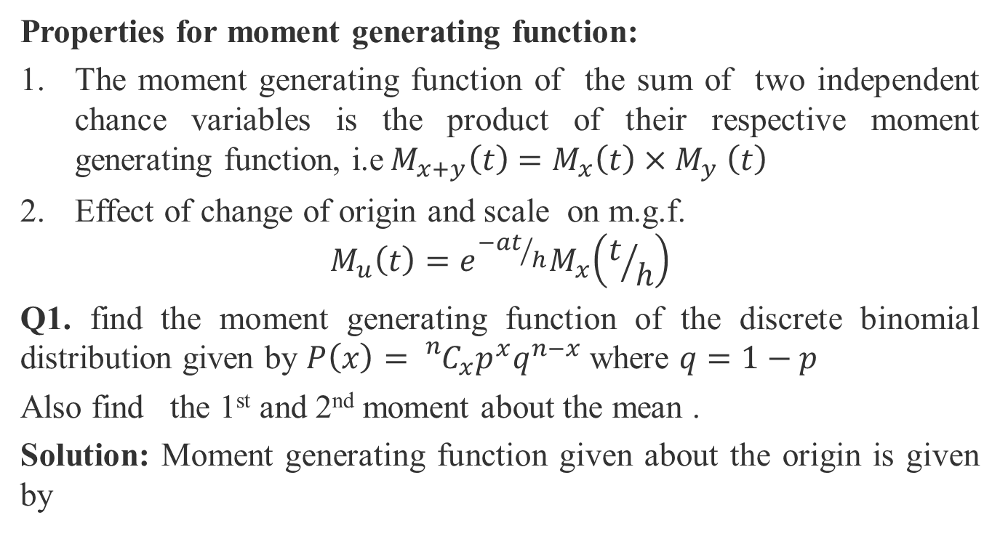 Properties for moment generating function:
1. The moment generating function of the sum of two independent
chance variables is the product of their respective moment
generating function, i.e $M_{x+y}(t) = M_x(t) \times M_y(t)$
2. Effect of change of origin and scale on m.g.f.
$M_u(t) = e^{-at/h} M_x(t/h)$
Q1. find the moment generating function of the discrete binomial
distribution given by $P(x) = {}^nC_x p^x q^{n-x}$ where $q = 1 - p$
Also find the 1st and 2nd moment about the mean .
Solution: Moment generating function given about the origin is given
by